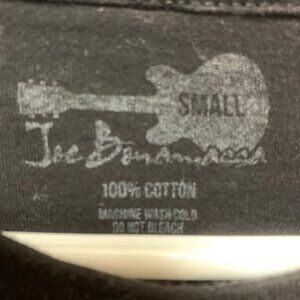 SMALL
Joe Bonamassa
100% COTTON
MACHINE WASH COLD
DO NOT BLEACH